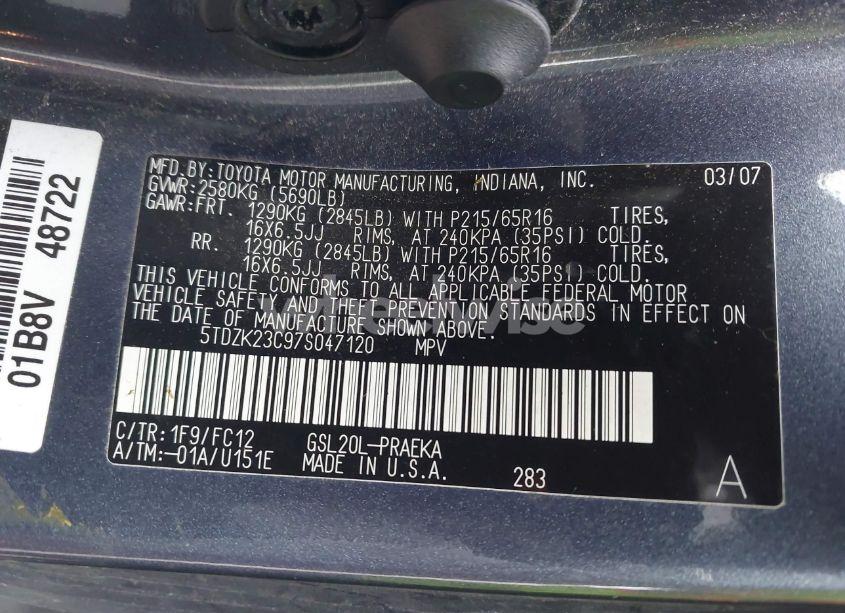 MFD.BY:TOYOTA MOTOR MANUFACTURING, INDIANA, INC. 03/07
GVWR:2580KG (5690LB)
GAWR:FRT. 1290KG (2845LB) WITH P215/65R16 TIRES,
16X6.5JJ RIMS, AT 240KPA (35PSI) COLD.
RR. 1290KG (2845LB) WITH P215/65R16 TIRES,
16X6.5JJ RIMS, AT 240KPA (35PSI) COLD.
THIS VEHICLE CONFORMS TO ALL APPLICABLE FEDERAL MOTOR
VEHICLE SAFETY AND THEFT PREVENTION STANDARDS IN EFFECT ON
THE DATE OF MANUFACTURE SHOWN ABOVE.
5TDZK23C97S047120 MPV
C/TR:1F9/FC12 GSL20L-PRAEKA
A/TM:-01A/U151E MADE IN U.S.A. 283 A
01B8V 48722
wheelwise